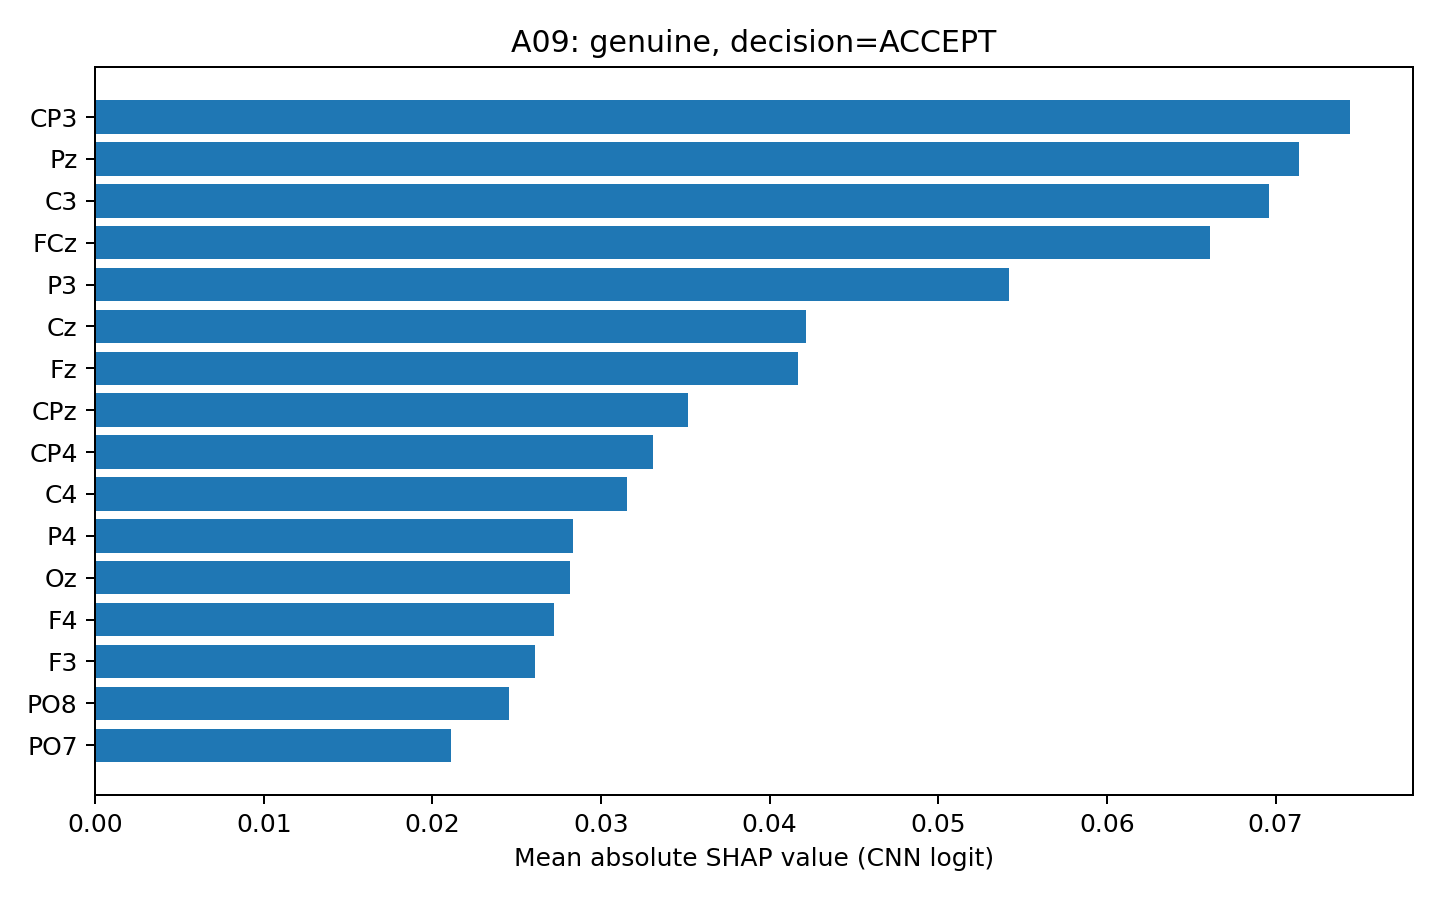 A09: genuine, decision=ACCEPT
CP3
Pz
C3
FCz
P3
Cz
Fz
CPz
CP4
C4
P4
Oz
F4
F3
PO8
PO7
0.00 0.01 0.02 0.03 0.04 0.05 0.06 0.07
Mean absolute SHAP value (CNN logit)